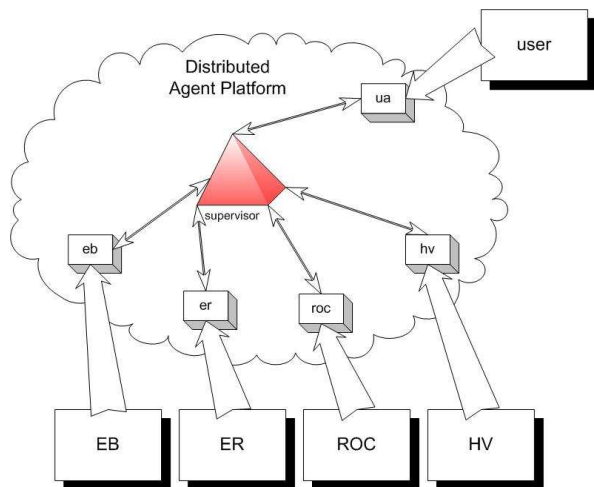 user
Distributed
Agent Platform
ua
supervisor
eb
hv
er
roc
EB
ER
ROC
HV